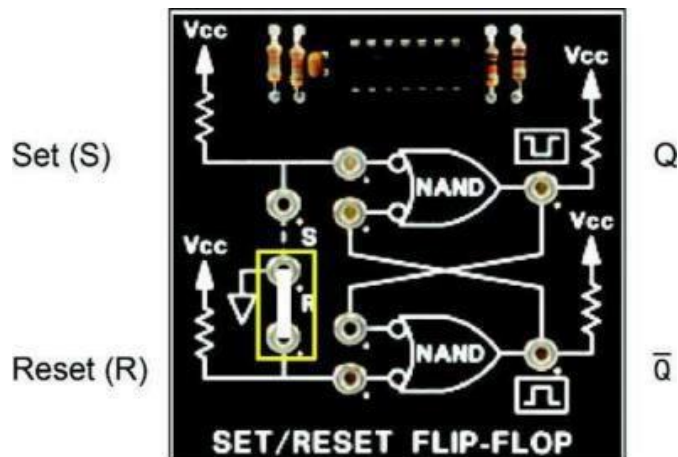 Vcc
Vcc
Set (S)
NAND
Q
S
Vcc
Vcc
R
Reset (R)
NAND
Q̅
SET/RESET FLIP-FLOP